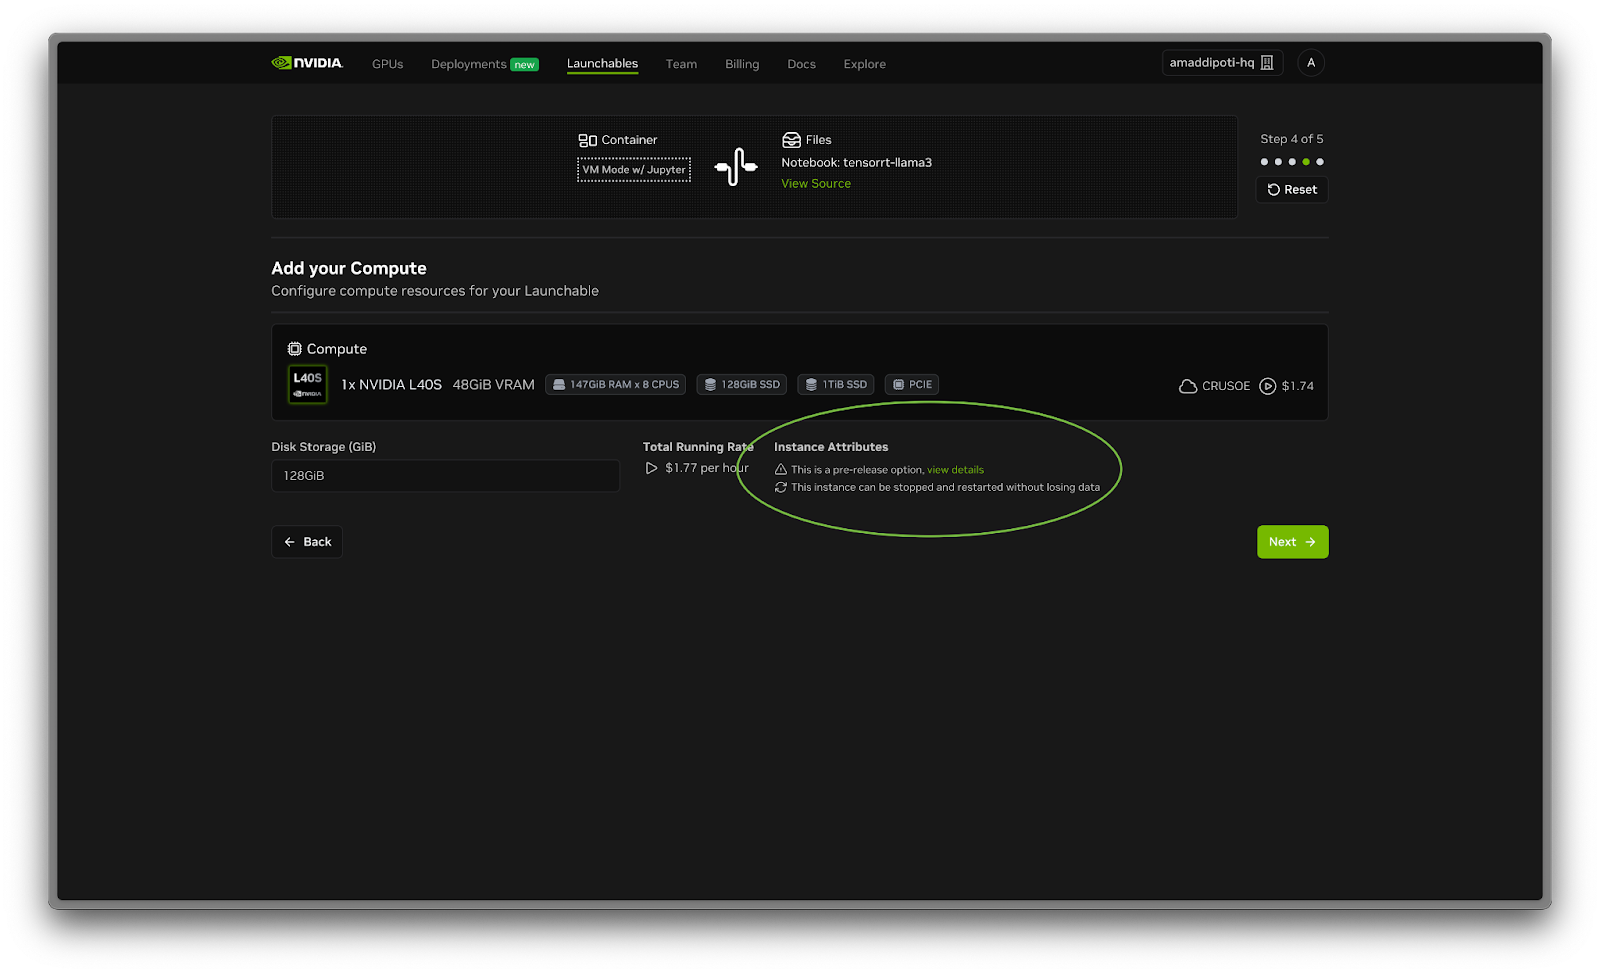 NVIDIA. GPUs Deployments new Launchables Team Billing Docs Explore amaddipoti-hq A
Container
VM Mode w/ Jupyter
Files
Notebook: tensorrt-llama3
View Source
Step 4 of 5
Reset
Add your Compute
Configure compute resources for your Launchable
Compute
L40S
NVIDIA
1x NVIDIA L40S 48GiB VRAM 147GiB RAM x 8 CPUS 128GiB SSD 1TiB SSD PCIE CRUSOE $1.74
Disk Storage (GiB)
128GiB
Total Running Rate
$1.77 per hour
Instance Attributes
This is a pre-release option, view details
This instance can be stopped and restarted without losing data
Back
Next